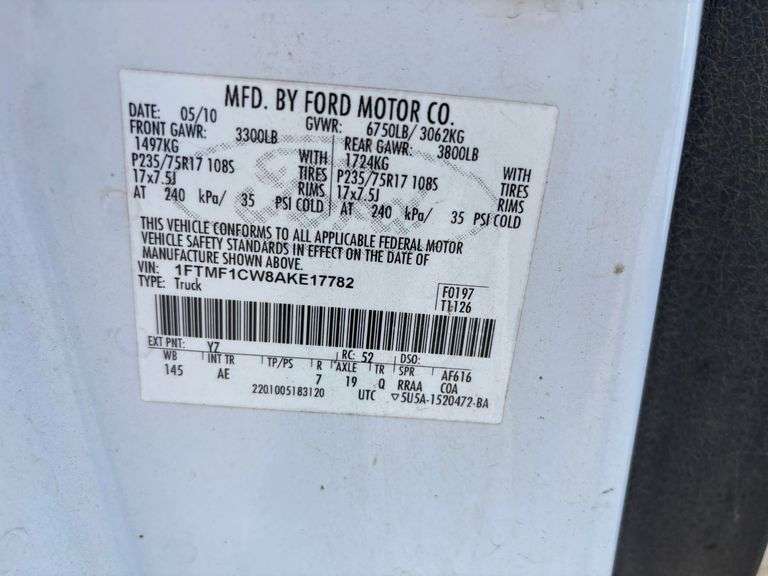 MFD. BY FORD MOTOR CO.
DATE: 05/10 GVWR: 6750LB/ 3062KG
FRONT GAWR: 3300LB REAR GAWR: 3800LB
1497KG WITH 1724KG WITH
P235/75R17 108S TIRES P235/75R17 108S TIRES
17x7.5J RIMS 17x7.5J RIMS
AT 240 kPa/ 35 PSI COLD AT 240 kPa/ 35 PSI COLD
THIS VEHICLE CONFORMS TO ALL APPLICABLE FEDERAL MOTOR
VEHICLE SAFETY STANDARDS IN EFFECT ON THE DATE OF
MANUFACTURE SHOWN ABOVE.
VIN: 1FTMF1CW8AKE17782
TYPE: Truck
F0197
T1126
EXT PNT: YZ RC: 52 DSO:
WB INT TR TP/PS R AXLE TR SPR AF616
145 AE 7 19 Q RRAA COA
2201005183120 UTC ▽5U5A-1520472-BA